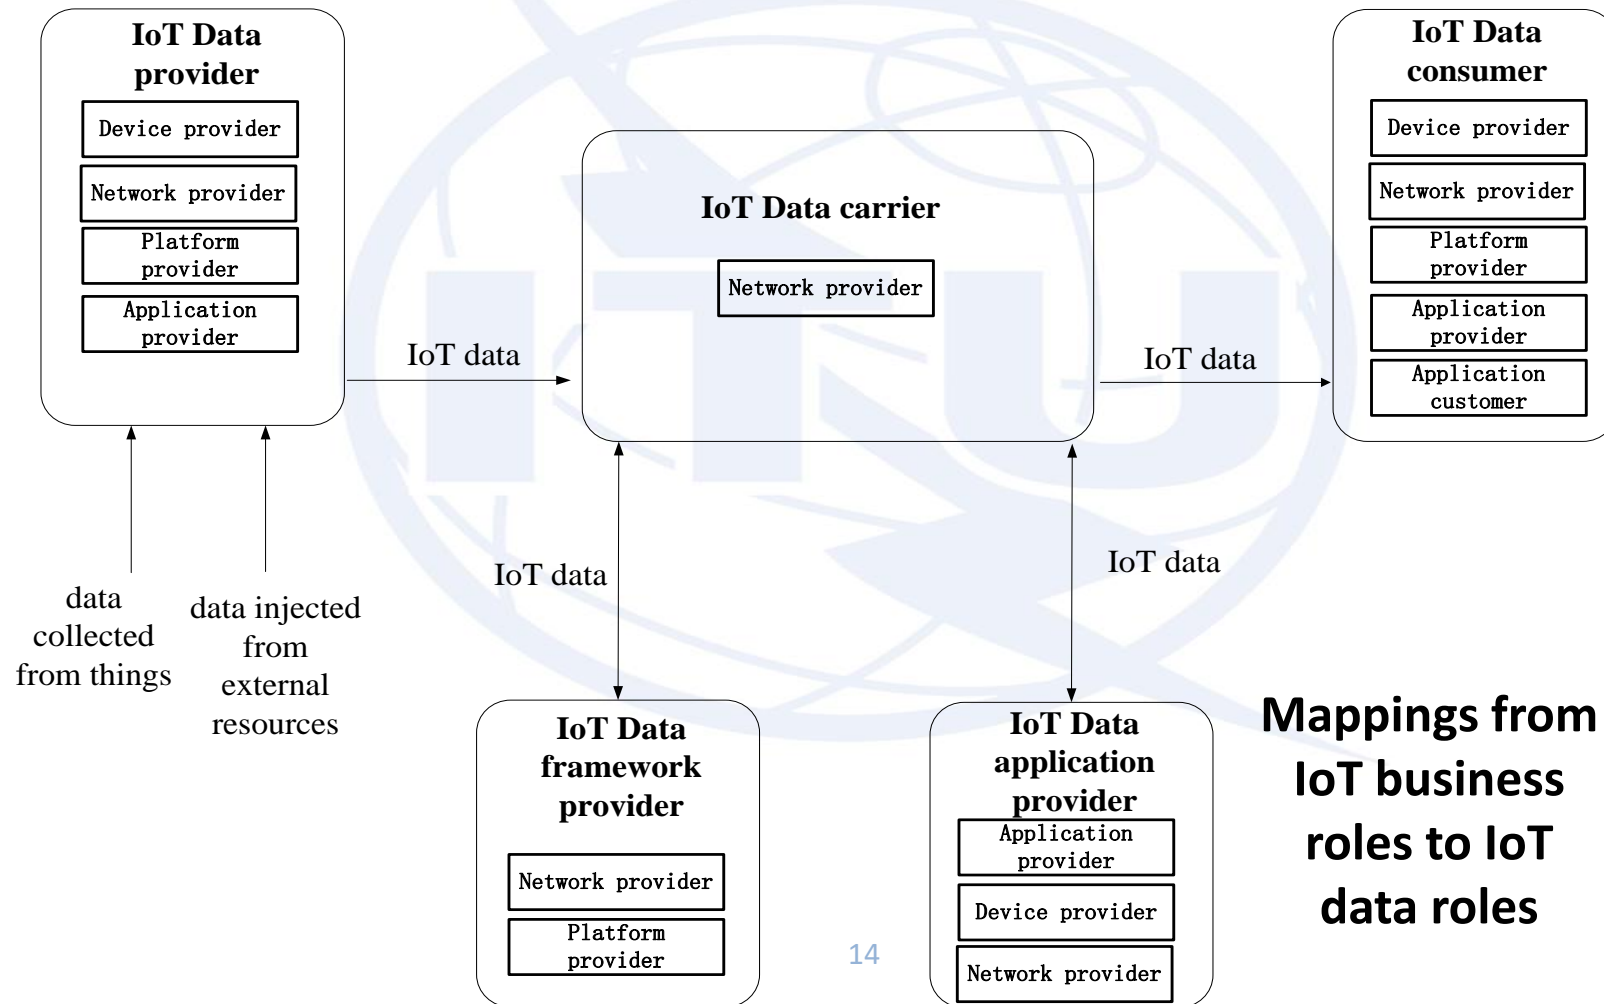 IoT Data
provider
Device provider
Network provider
Platform
provider
Application
provider
IoT data
IoT Data carrier
Network provider
IoT data
IoT Data
consumer
Device provider
Network provider
Platform
provider
Application
provider
Application
customer
data
collected
from things
data injected
from
external
resources
IoT data
IoT data
IoT Data
framework
provider
Network provider
Platform
provider
IoT Data
application
provider
Application
provider
Device provider
Network provider
Mappings from
IoT business
roles to IoT
data roles
14
ITU